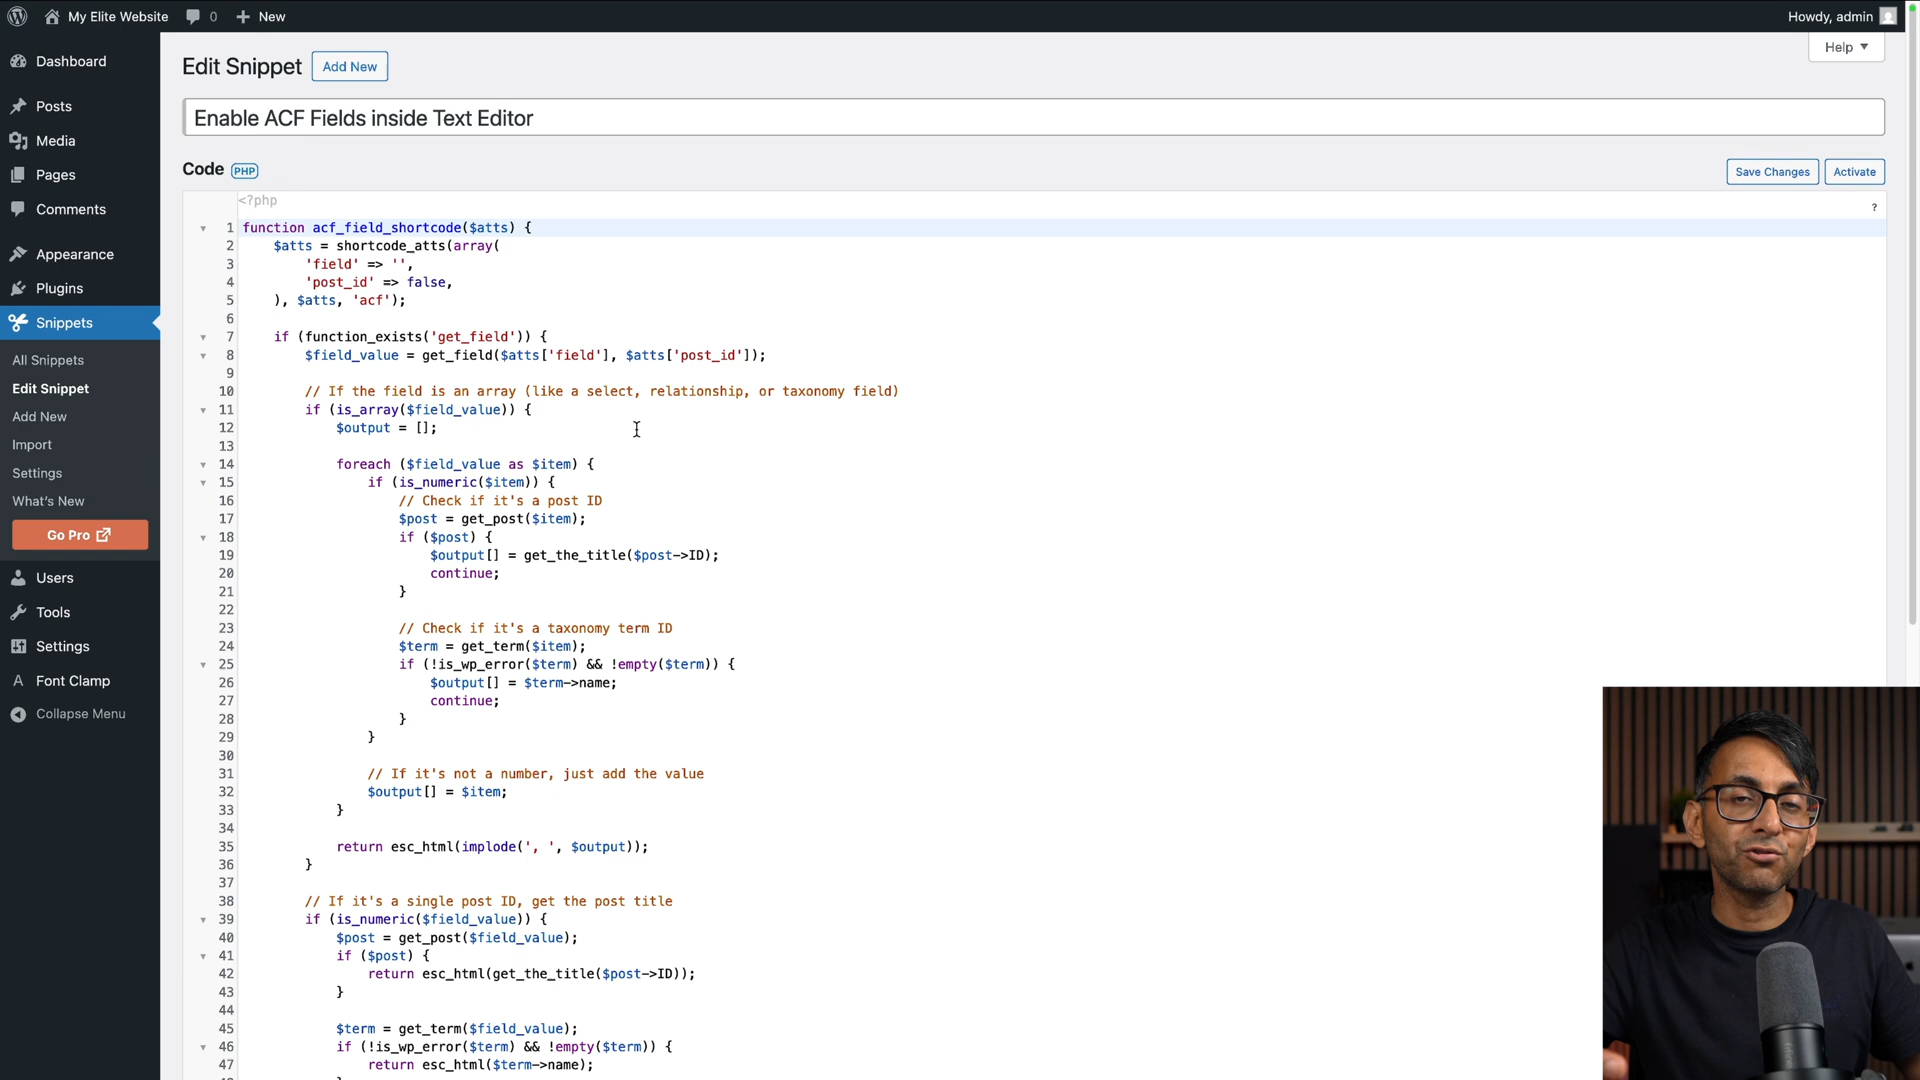 My Elite Website
0
New
Howdy, admin
Help ▼
Dashboard
Posts
Media
Pages
Comments
Appearance
Plugins
Snippets
All Snippets
Edit Snippet
Add New
Import
Settings
What's New
Go Pro
Users
Tools
Settings
Font Clamp
Collapse Menu
Edit Snippet
Add New
Enable ACF Fields inside Text Editor
Code PHP
Save Changes
Activate
<?php
?
1 function acf_field_shortcode($atts) {
2     $atts = shortcode_atts(array(
3         'field' => '',
4         'post_id' => false,
5     ), $atts, 'acf');
6
7     if (function_exists('get_field')) {
8         $field_value = get_field($atts['field'], $atts['post_id']);
9
10         // If the field is an array (like a select, relationship, or taxonomy field)
11         if (is_array($field_value)) {
12             $output = [];
13
14             foreach ($field_value as $item) {
15                 if (is_numeric($item)) {
16                     // Check if it's a post ID
17                     $post = get_post($item);
18                     if ($post) {
19                         $output[] = get_the_title($post->ID);
20                         continue;
21                     }
22
23                     // Check if it's a taxonomy term ID
24                     $term = get_term($item);
25                     if (!is_wp_error($term) && !empty($term)) {
26                         $output[] = $term->name;
27                         continue;
28                     }
29                 }
30
31                 // If it's not a number, just add the value
32                 $output[] = $item;
33             }
34
35             return esc_html(implode(', ', $output));
36         }
37
38         // If it's a single post ID, get the post title
39         if (is_numeric($field_value)) {
40             $post = get_post($field_value);
41             if ($post) {
42                 return esc_html(get_the_title($post->ID));
43             }
44
45             $term = get_term($field_value);
46             if (!is_wp_error($term) && !empty($term)) {
47                 return esc_html($term->name);